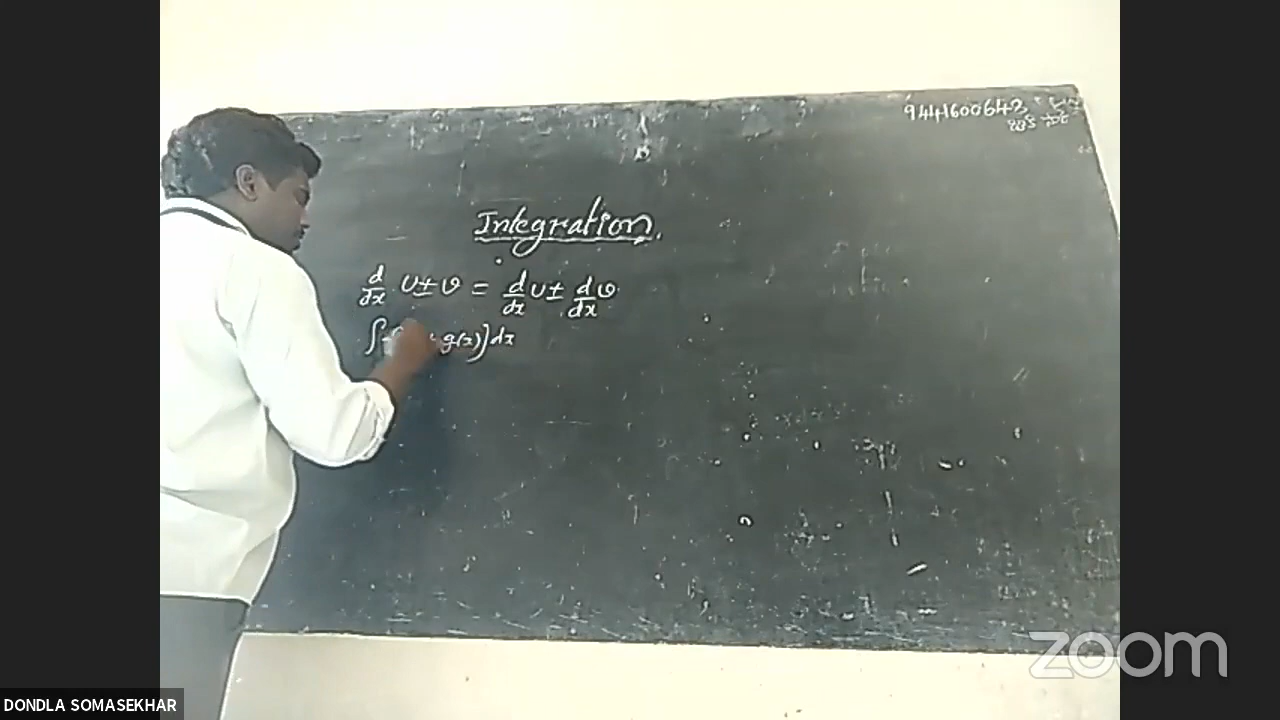 9441600643
Integration.
d/dx u ± v = d/dx u ± d/dx v
∫ g(x)] dx
zoom
DONDLA SOMASEKHAR